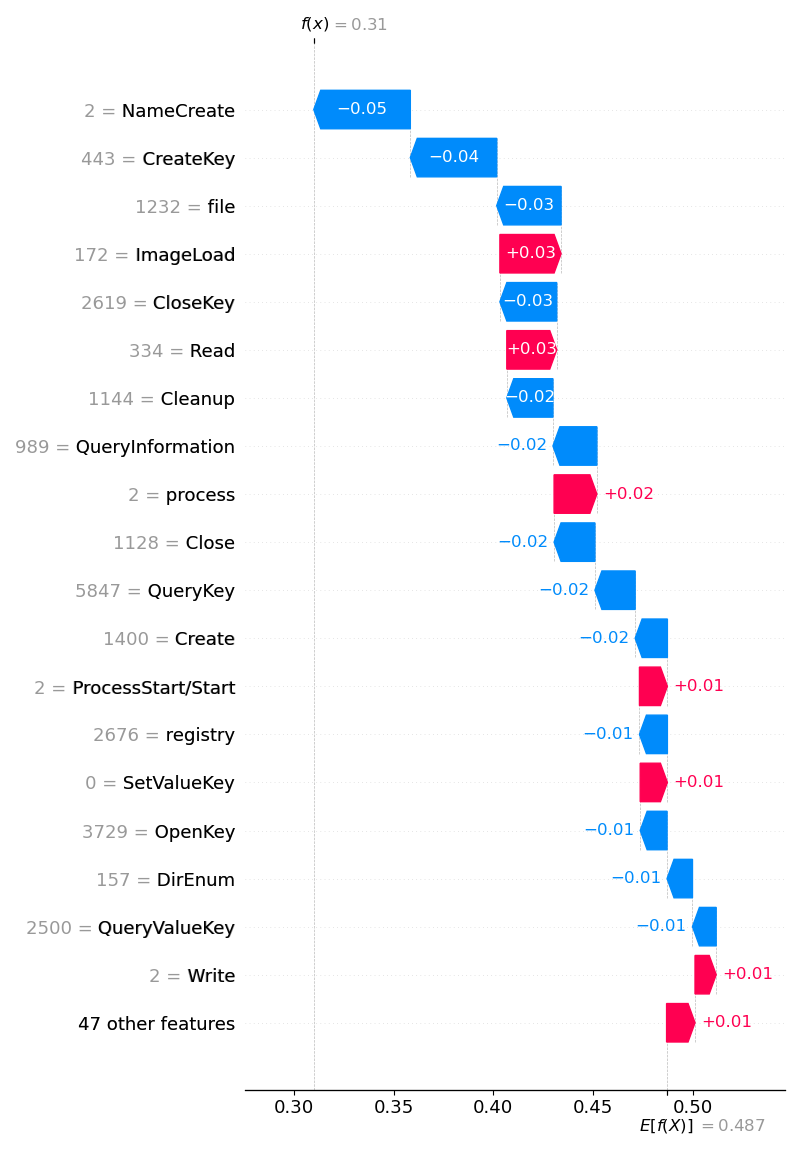 f(x) = 0.31
2 = NameCreate −0.05
443 = CreateKey −0.04
1232 = file −0.03
172 = ImageLoad +0.03
2619 = CloseKey −0.03
334 = Read +0.03
1144 = Cleanup −0.02
989 = QueryInformation −0.02
2 = process +0.02
1128 = Close −0.02
5847 = QueryKey −0.02
1400 = Create −0.02
2 = ProcessStart/Start +0.01
2676 = registry −0.01
0 = SetValueKey +0.01
3729 = OpenKey −0.01
157 = DirEnum −0.01
2500 = QueryValueKey −0.01
2 = Write +0.01
47 other features +0.01
0.30 0.35 0.40 0.45 0.50
E[f(X)] = 0.487